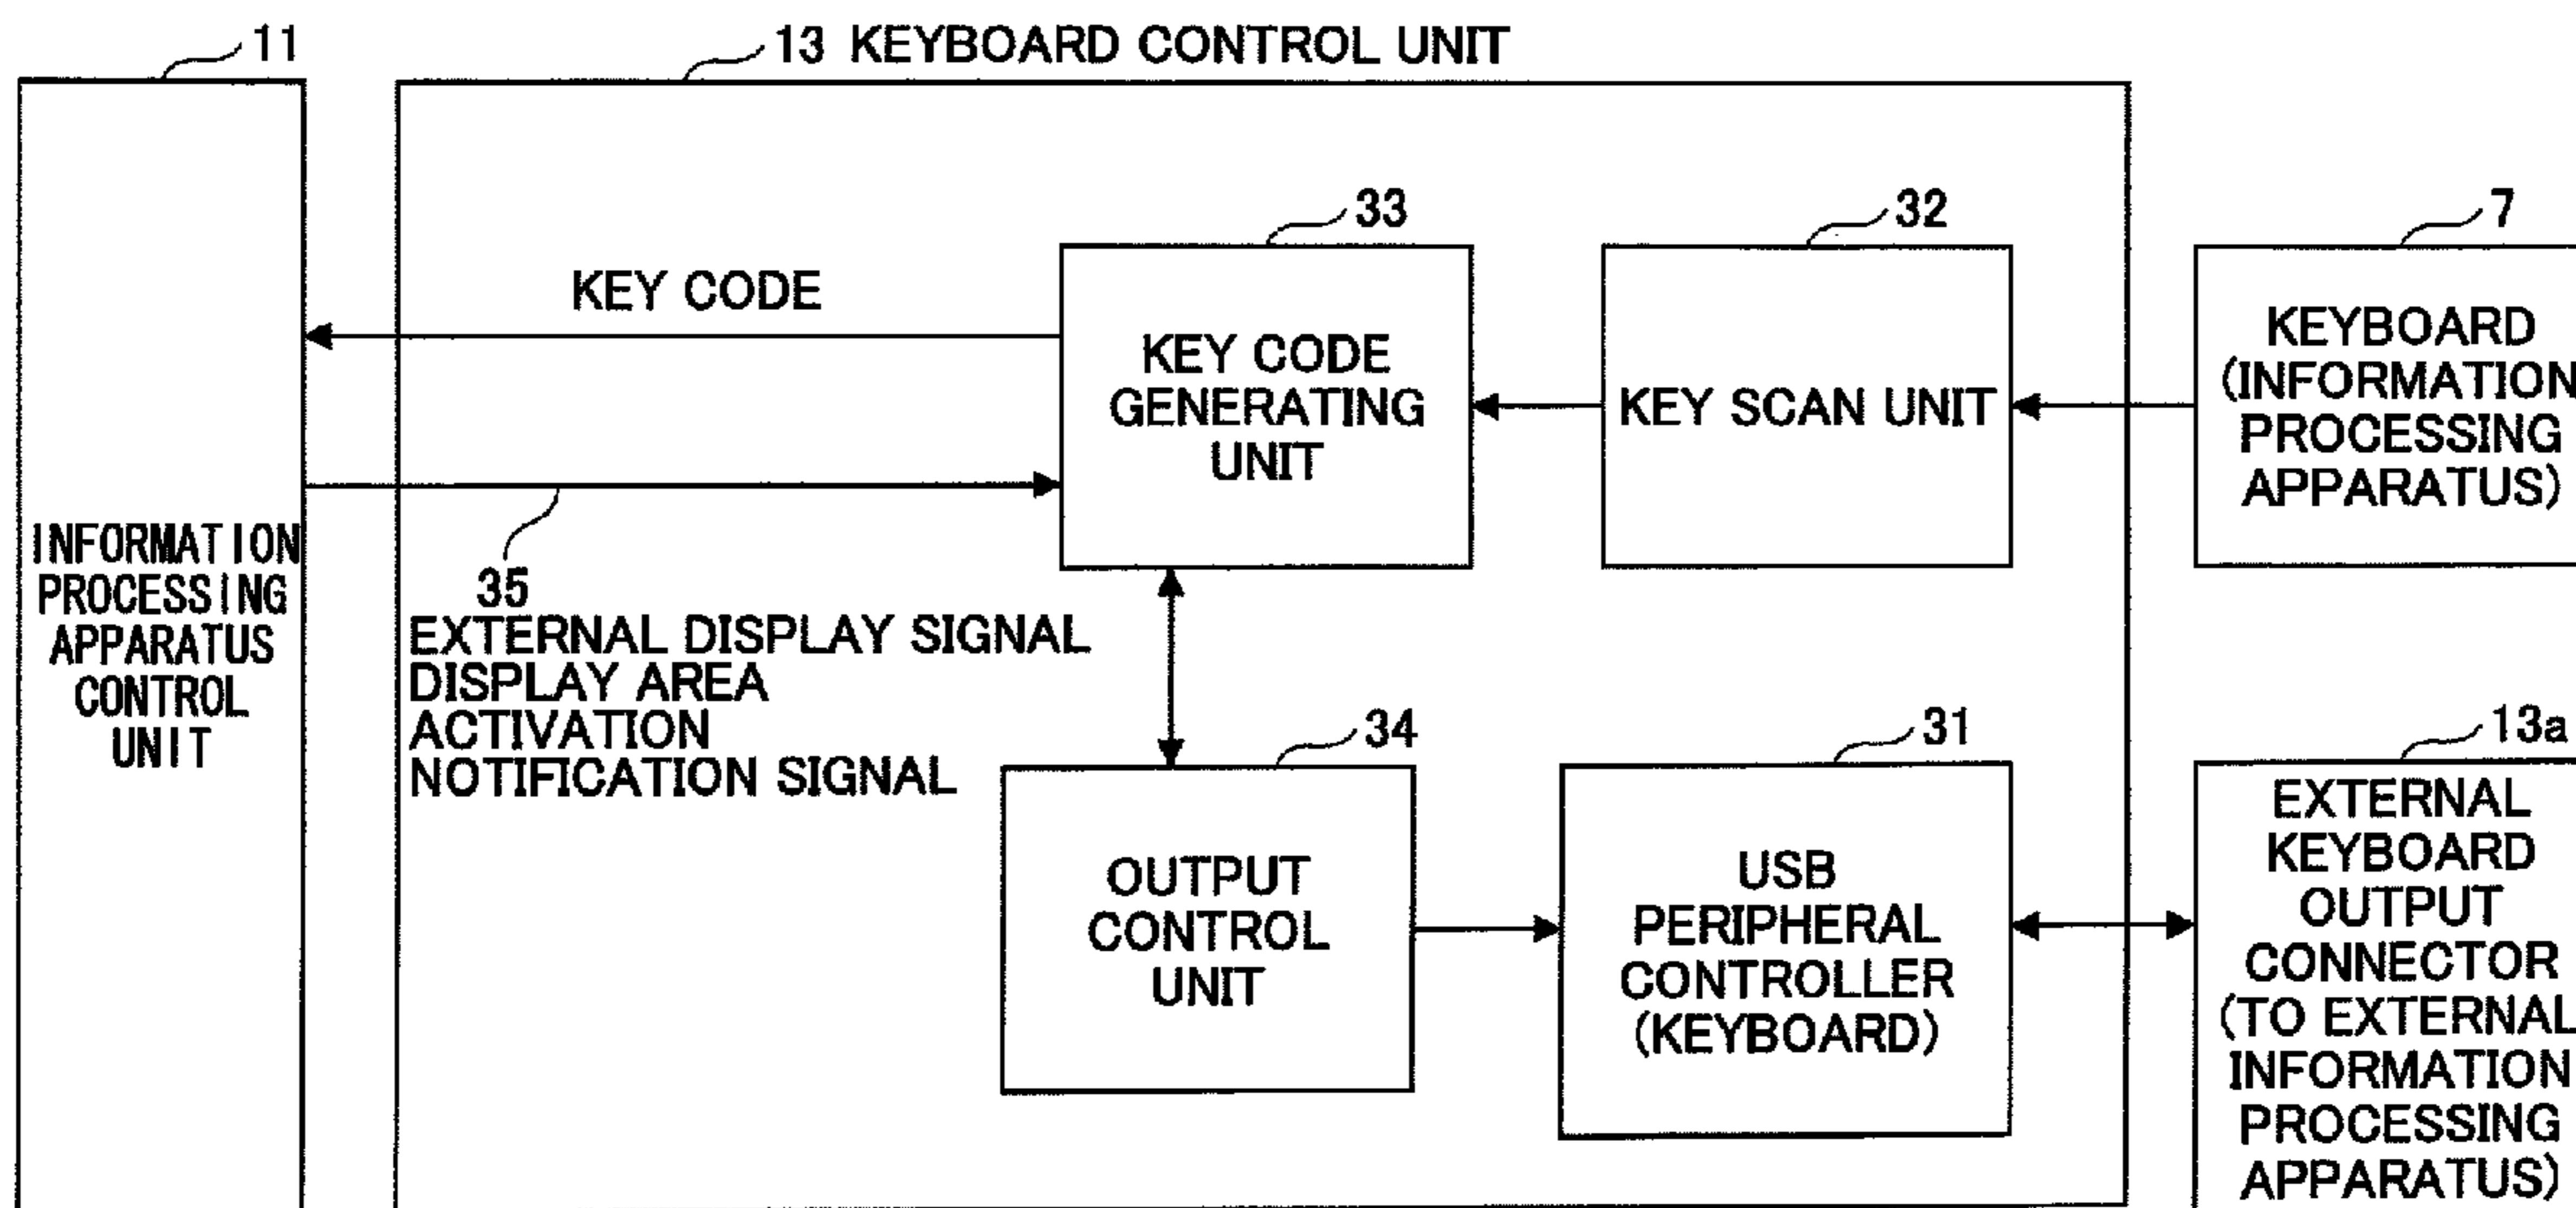 11
13 KEYBOARD CONTROL UNIT
INFORMATION
PROCESSING
APPARATUS
CONTROL
UNIT
KEY CODE
35
EXTERNAL DISPLAY SIGNAL
DISPLAY AREA
ACTIVATION
NOTIFICATION SIGNAL
33
KEY CODE
GENERATING
UNIT
32
KEY SCAN UNIT
7
KEYBOARD
(INFORMATION
PROCESSING
APPARATUS)
34
OUTPUT
CONTROL
UNIT
31
USB
PERIPHERAL
CONTROLLER
(KEYBOARD)
13a
EXTERNAL
KEYBOARD
OUTPUT
CONNECTOR
(TO EXTERNAL
INFORMATION
PROCESSING
APPARATUS)